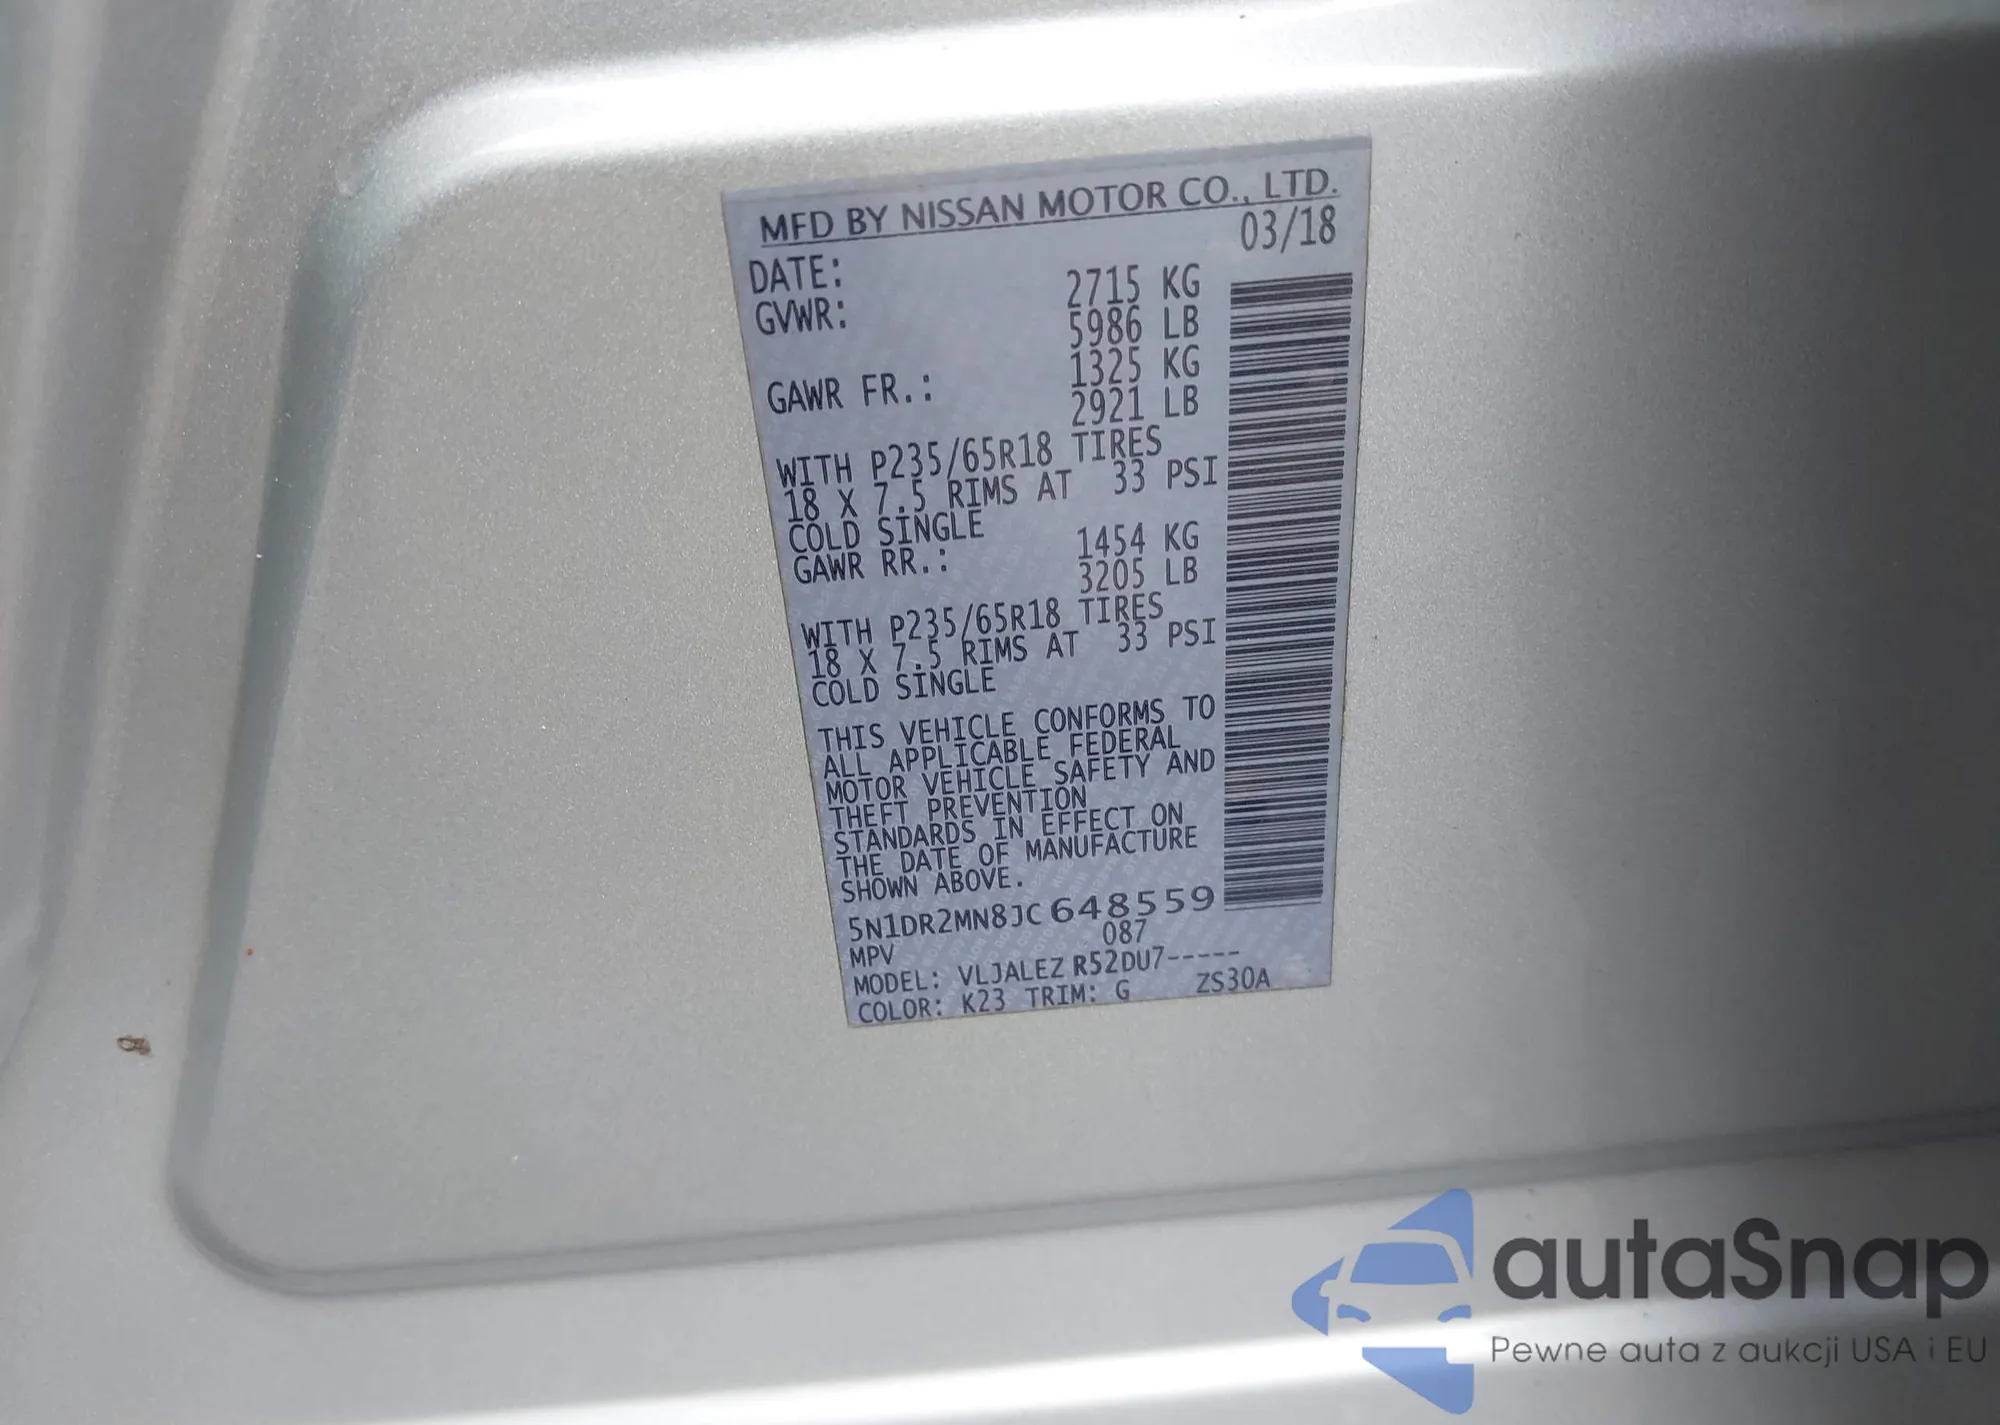 MFD BY NISSAN MOTOR CO., LTD.
DATE: 03/18
GVWR: 2715 KG
5986 LB
GAWR FR.: 1325 KG
2921 LB
WITH P235/65R18 TIRES
18 X 7.5 RIMS AT 33 PSI
COLD SINGLE
GAWR RR.: 1454 KG
3205 LB
WITH P235/65R18 TIRES
18 X 7.5 RIMS AT 33 PSI
COLD SINGLE
THIS VEHICLE CONFORMS TO
ALL APPLICABLE FEDERAL
MOTOR VEHICLE SAFETY AND
THEFT PREVENTION
STANDARDS IN EFFECT ON
THE DATE OF MANUFACTURE
SHOWN ABOVE.
5N1DR2MN8JC648559
MPV 087
MODEL: VLJALEZ R52DU7-----
COLOR: K23 TRIM: G ZS30A
autaSnap
Pewne auta z aukcji USA i EU